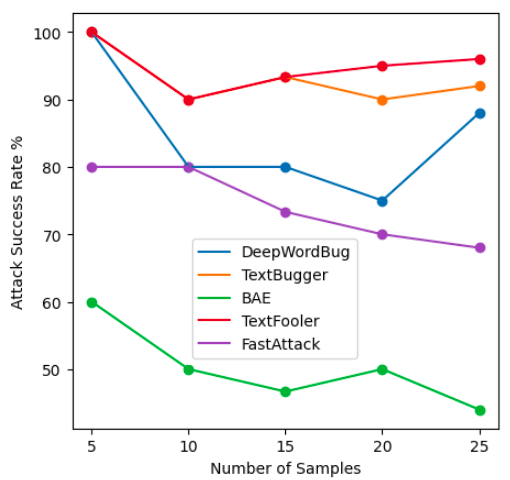 100
90
80
70
60
50
Attack Success Rate %
DeepWordBug
TextBugger
BAE
TextFooler
FastAttack
5 10 15 20 25
Number of Samples